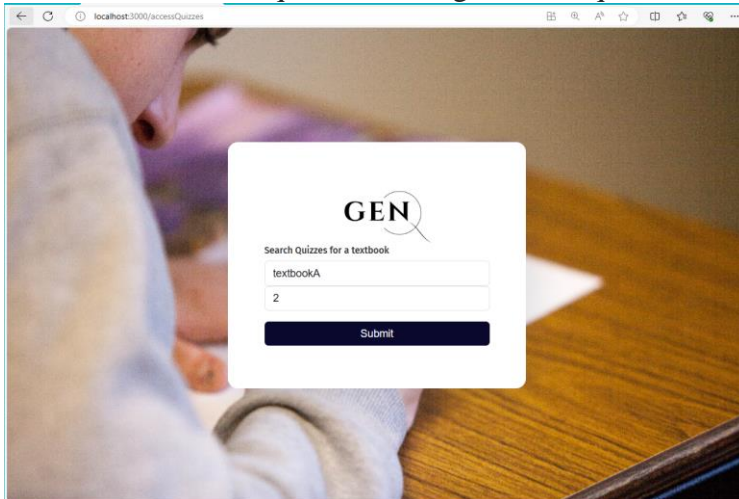 localhost:3000/accessQuizzes
GEN
Search Quizzes for a textbook
textbookA
2
Submit